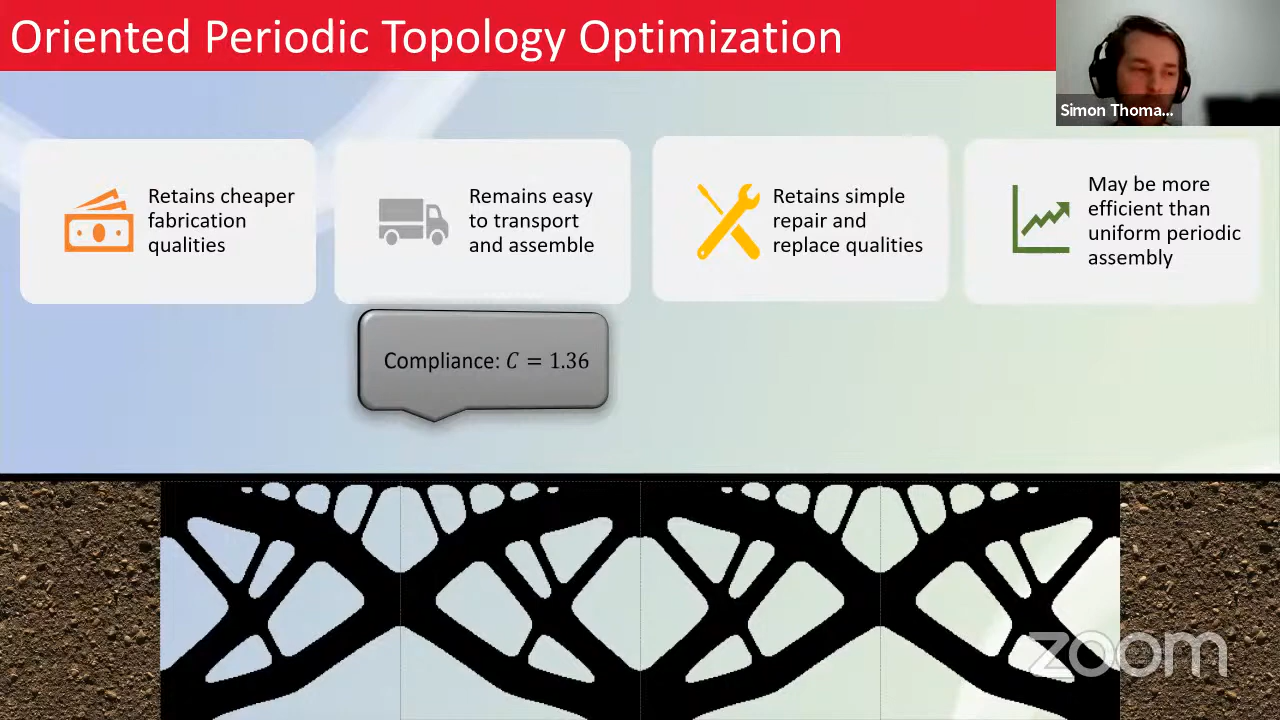 Oriented Periodic Topology Optimization
Simon Thoma...
Retains cheaper
fabrication
qualities
Remains easy
to transport
and assemble
Retains simple
repair and
replace qualities
May be more
efficient than
uniform periodic
assembly
Compliance: C = 1.36
zoom